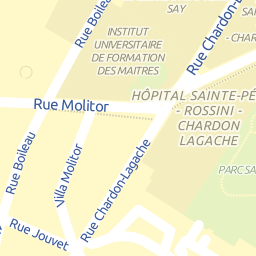 Rue Boileau
INSTITUT
UNIVERSITAIRE
DE FORMATION
DES MAITRES
SAY
Rue Chardon-L
- CHAR
Rue Molitor
HÔPITAL SAINTE-PÉ
- ROSSINI -
CHARDON
LAGACHE
Rue Boileau
Villa Molitor
Rue Chardon-Lagache
PARC SA
Rue Jouvet